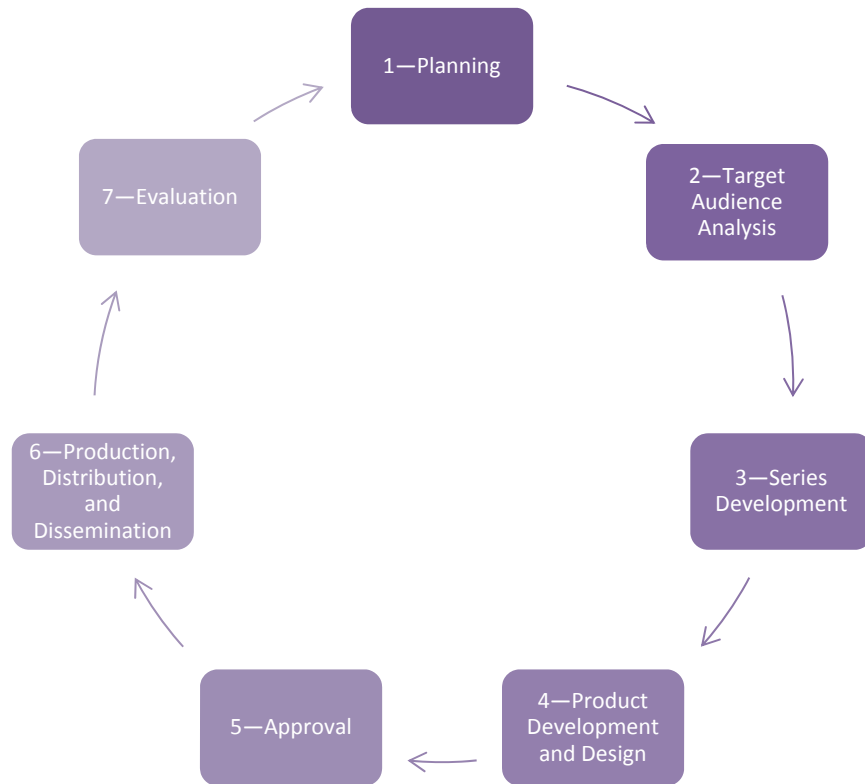 1—Planning
2—Target
Audience
Analysis
3—Series
Development
4—Product
Development
and Design
5—Approval
6—Production,
Distribution,
and
Dissemination
7—Evaluation